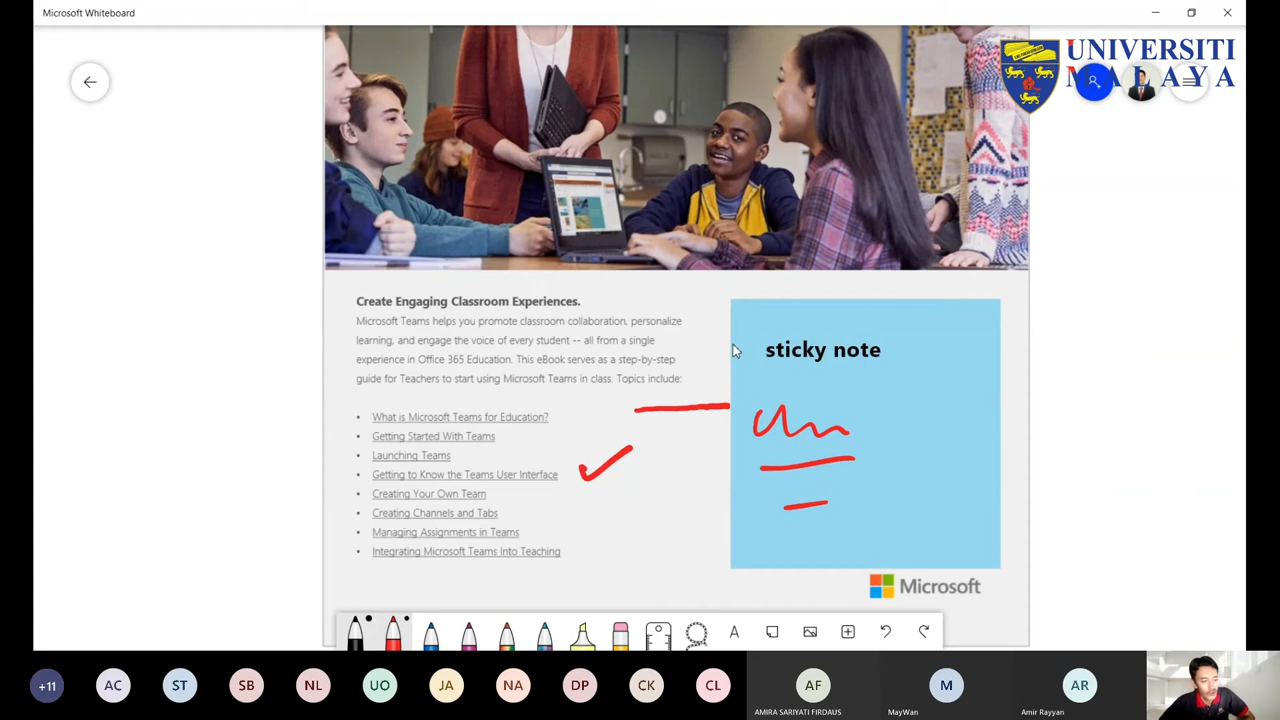 Microsoft Whiteboard
UNIVERSITI
MALAYA
Create Engaging Classroom Experiences.
Microsoft Teams helps you promote classroom collaboration, personalize
learning, and engage the voice of every student -- all from a single
experience in Office 365 Education. This eBook serves as a step-by-step
guide for Teachers to start using Microsoft Teams in class. Topics include:
• What is Microsoft Teams for Education?
• Getting Started With Teams
• Launching Teams
• Getting to Know the Teams User Interface
• Creating Your Own Team
• Creating Channels and Tabs
• Managing Assignments in Teams
• Integrating Microsoft Teams Into Teaching
sticky note
Microsoft
A
+11 AC ST SB NL UO JA NA DP CK CL AF M AR
AMIRA SARIYATI FIRDAUS MayWan Amir Rayyan